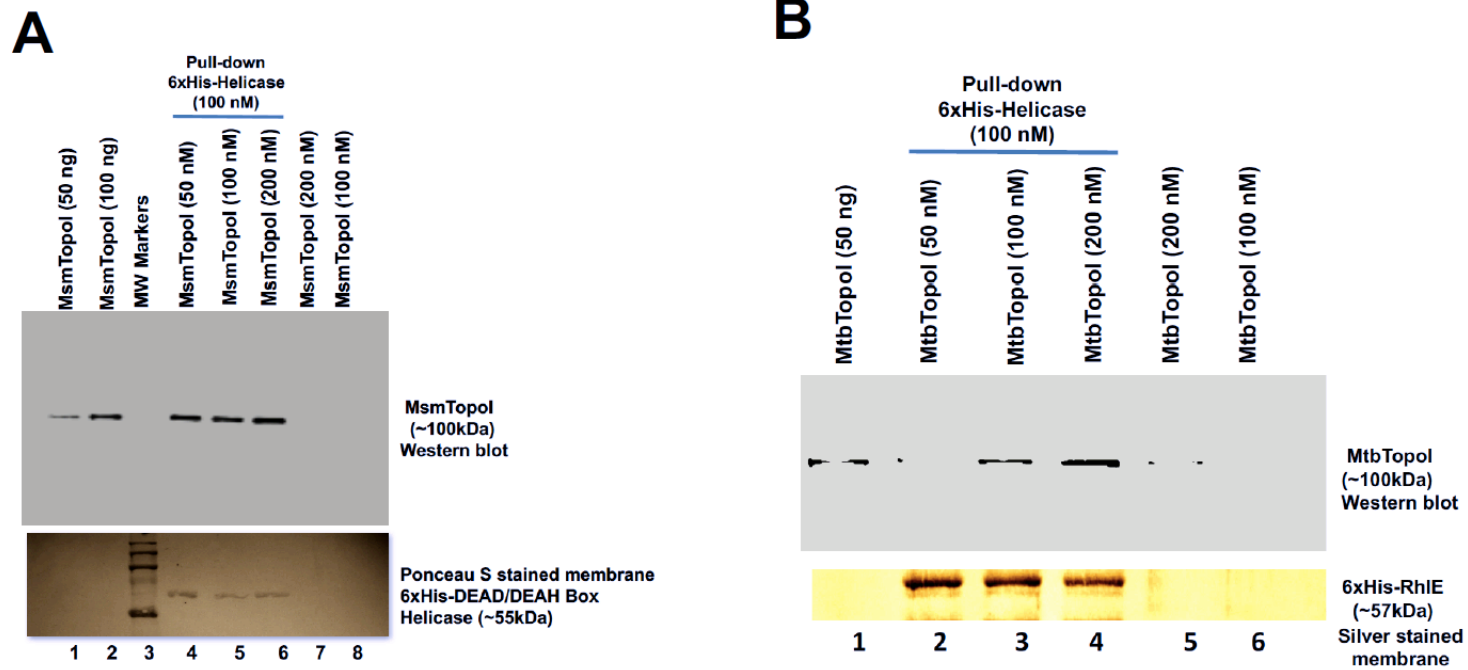 A
Pull-down
6xHis-Helicase
(100 nM)
MsmTopoI (50 ng)
MsmTopoI (100 ng)
MW Markers
MsmTopoI (50 nM)
MsmTopoI (100 nM)
MsmTopoI (200 nM)
MsmTopoI (200 nM)
MsmTopoI (100 nM)
MsmTopoI
(~100kDa)
Western blot
Ponceau S stained membrane
6xHis-DEAD/DEAH Box
Helicase (~55kDa)
1 2 3 4 5 6 7 8
B
Pull-down
6xHis-Helicase
(100 nM)
MtbTopoI (50 ng)
MtbTopoI (50 nM)
MtbTopoI (100 nM)
MtbTopoI (200 nM)
MtbTopoI (200 nM)
MtbTopoI (100 nM)
MtbTopoI
(~100kDa)
Western blot
6xHis-RhlE
(~57kDa)
Silver stained
membrane
1 2 3 4 5 6